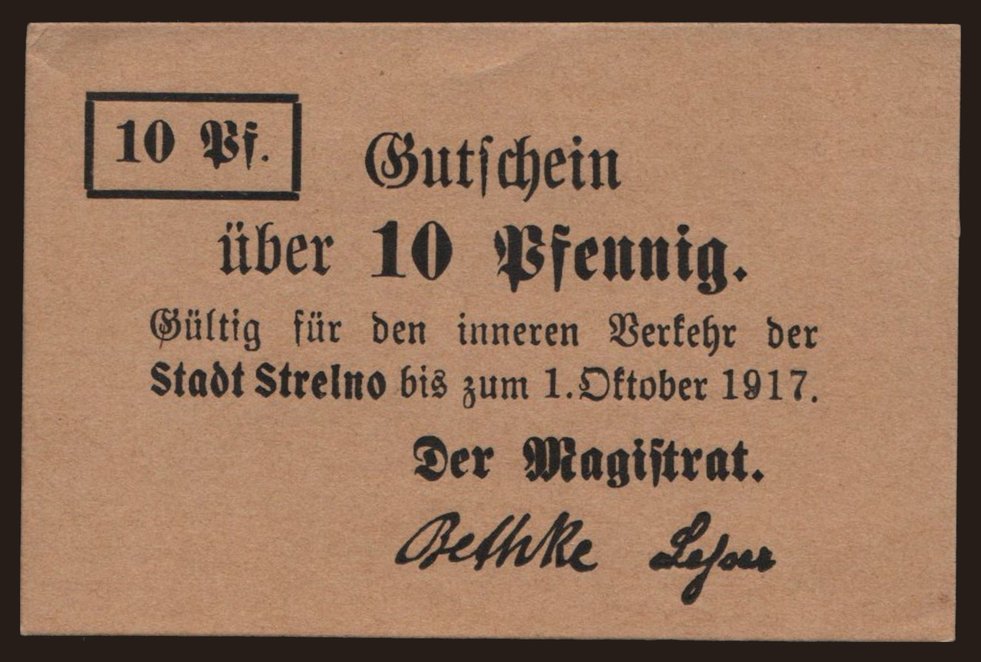 10 Pf.
Gutschein
über 10 Pfennig.
Gültig für den inneren Verkehr der
Stadt Strelno bis zum 1. Oktober 1917.
Der Magistrat.
Bethke